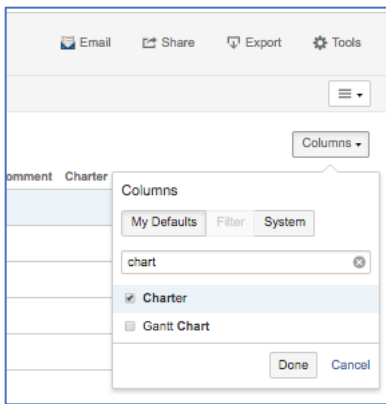 Email Share Export Tools
Columns
omment Charter
Columns
My Defaults Filter System
chart
Charter
Gantt Chart
Done Cancel